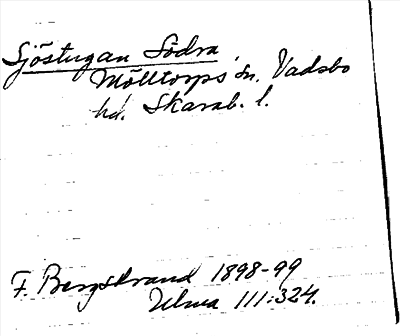 Sjöstugan Södra,
Mölltorps sn, Vadsbo
hd. Skarab. l.
F. Bergstrand 1898-99
Ulma 111:324.